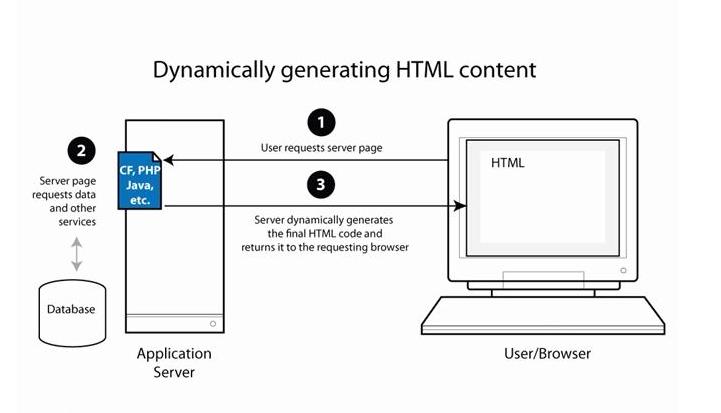 Dynamically generating HTML content
1
User requests server page
2
Server page
requests data
and other
services
CF, PHP
Java,
etc.
3
Server dynamically generates
the final HTML code and
returns it to the requesting browser
HTML
Database
Application
Server
User/Browser